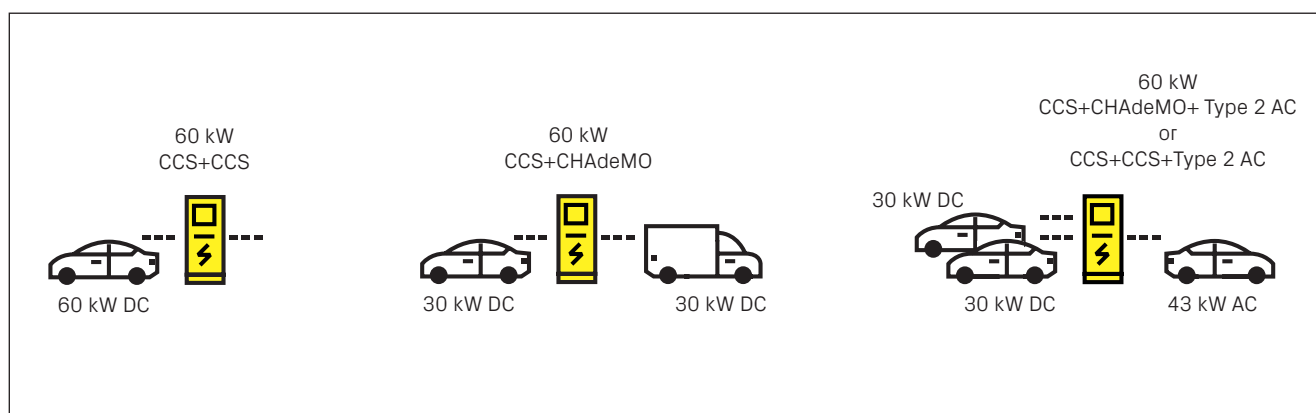 60 kW
CCS+CCS
60 kW DC
60 kW
CCS+CHAdeMO
30 kW DC
30 kW DC
60 kW
CCS+CHAdeMO+ Type 2 AC
or
CCS+CCS+Type 2 AC
30 kW DC
30 kW DC
43 kW AC